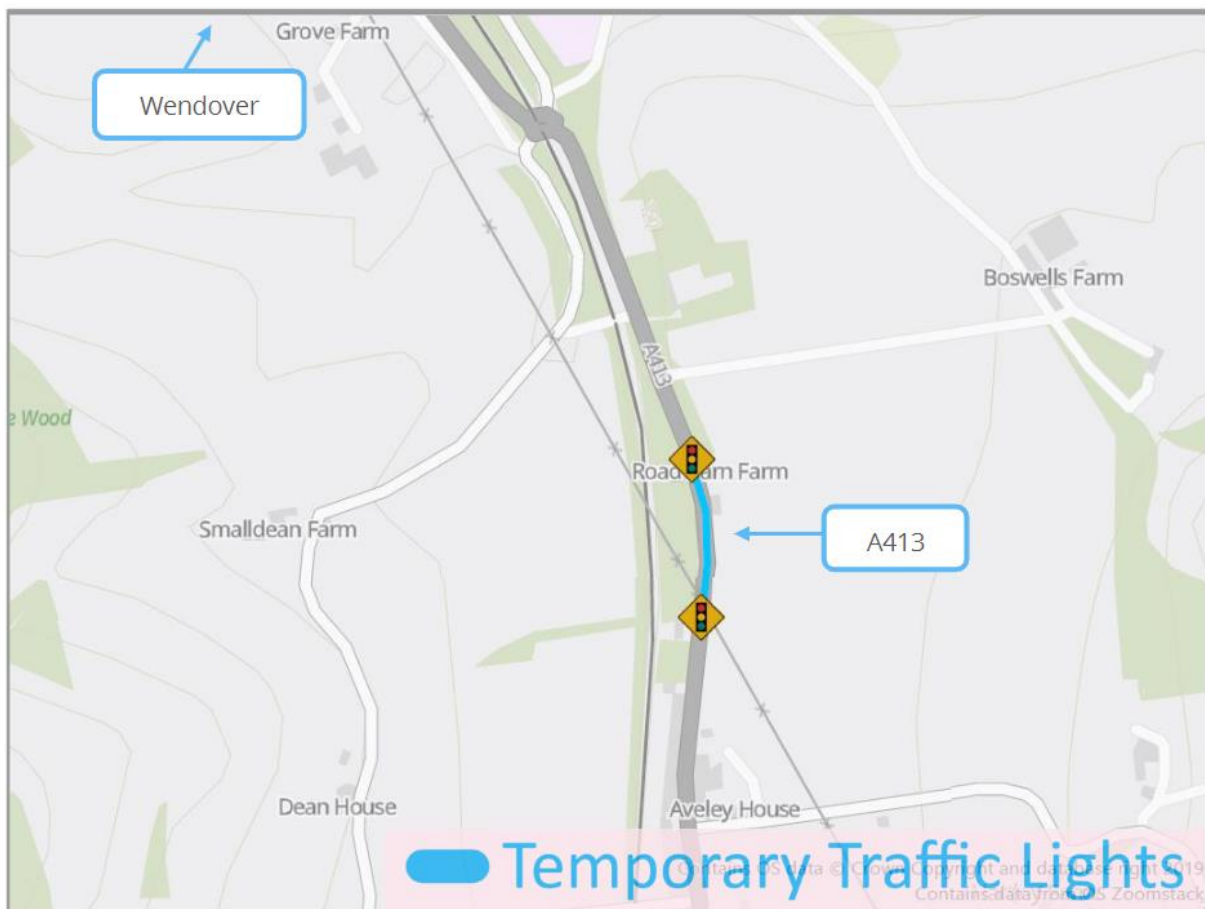 Grove Farm
Wendover
Boswells Farm
A413
e Wood
Road Farm
Smalldean Farm
A413
Dean House
Aveley House
Temporary Traffic Lights
Contains OS data © Crown Copyright and database right 2019
Contains data from OS Zoomstack